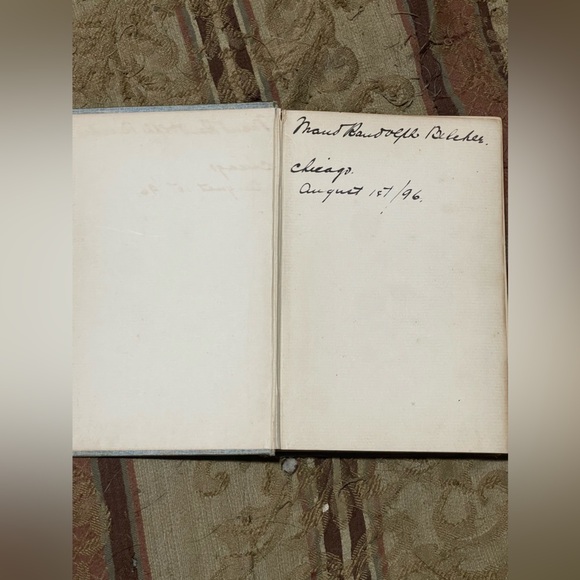 Maud Randolph Belcher.
Chicago.
August 1st/96.